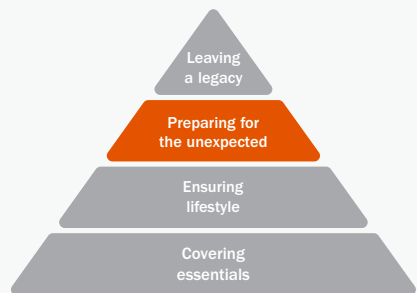 Leaving
a legacy
Preparing for
the unexpected
Ensuring
lifestyle
Covering
essentials